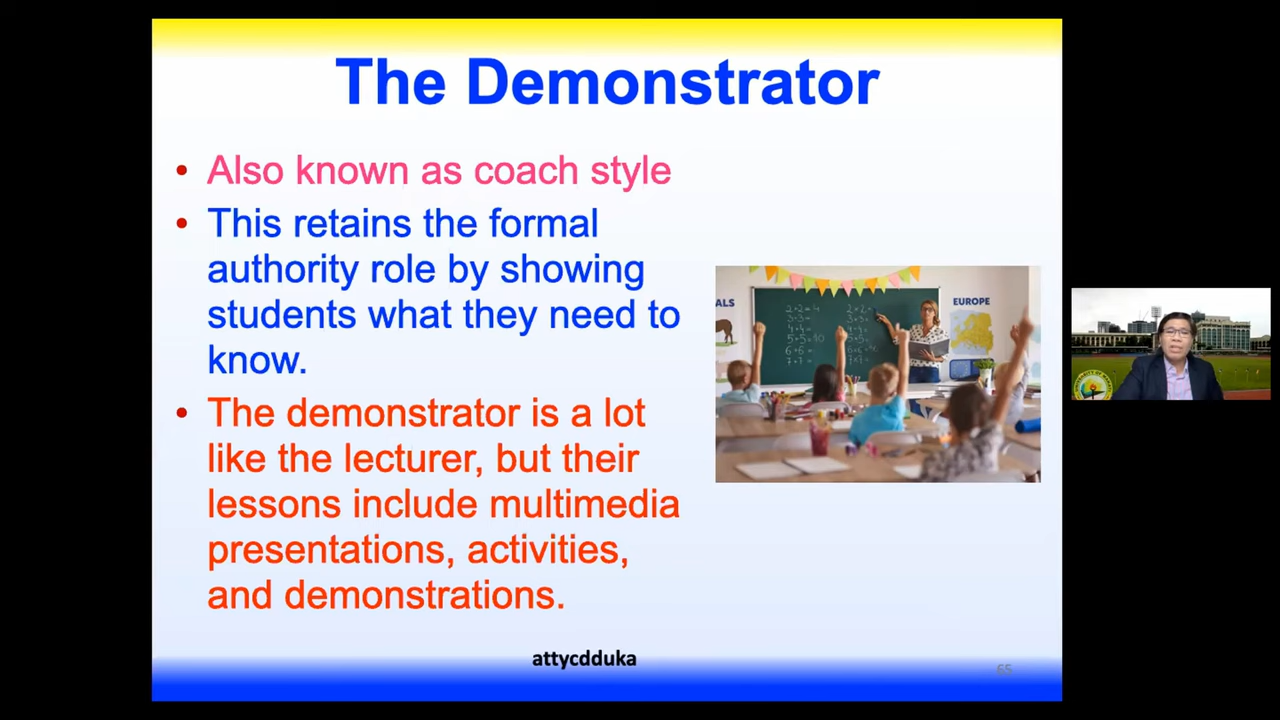 The Demonstrator
• Also known as coach style
• This retains the formal
authority role by showing
students what they need to
know.
• The demonstrator is a lot
like the lecturer, but their
lessons include multimedia
presentations, activities,
and demonstrations.
ALS
EUROPE
attycdduka
65